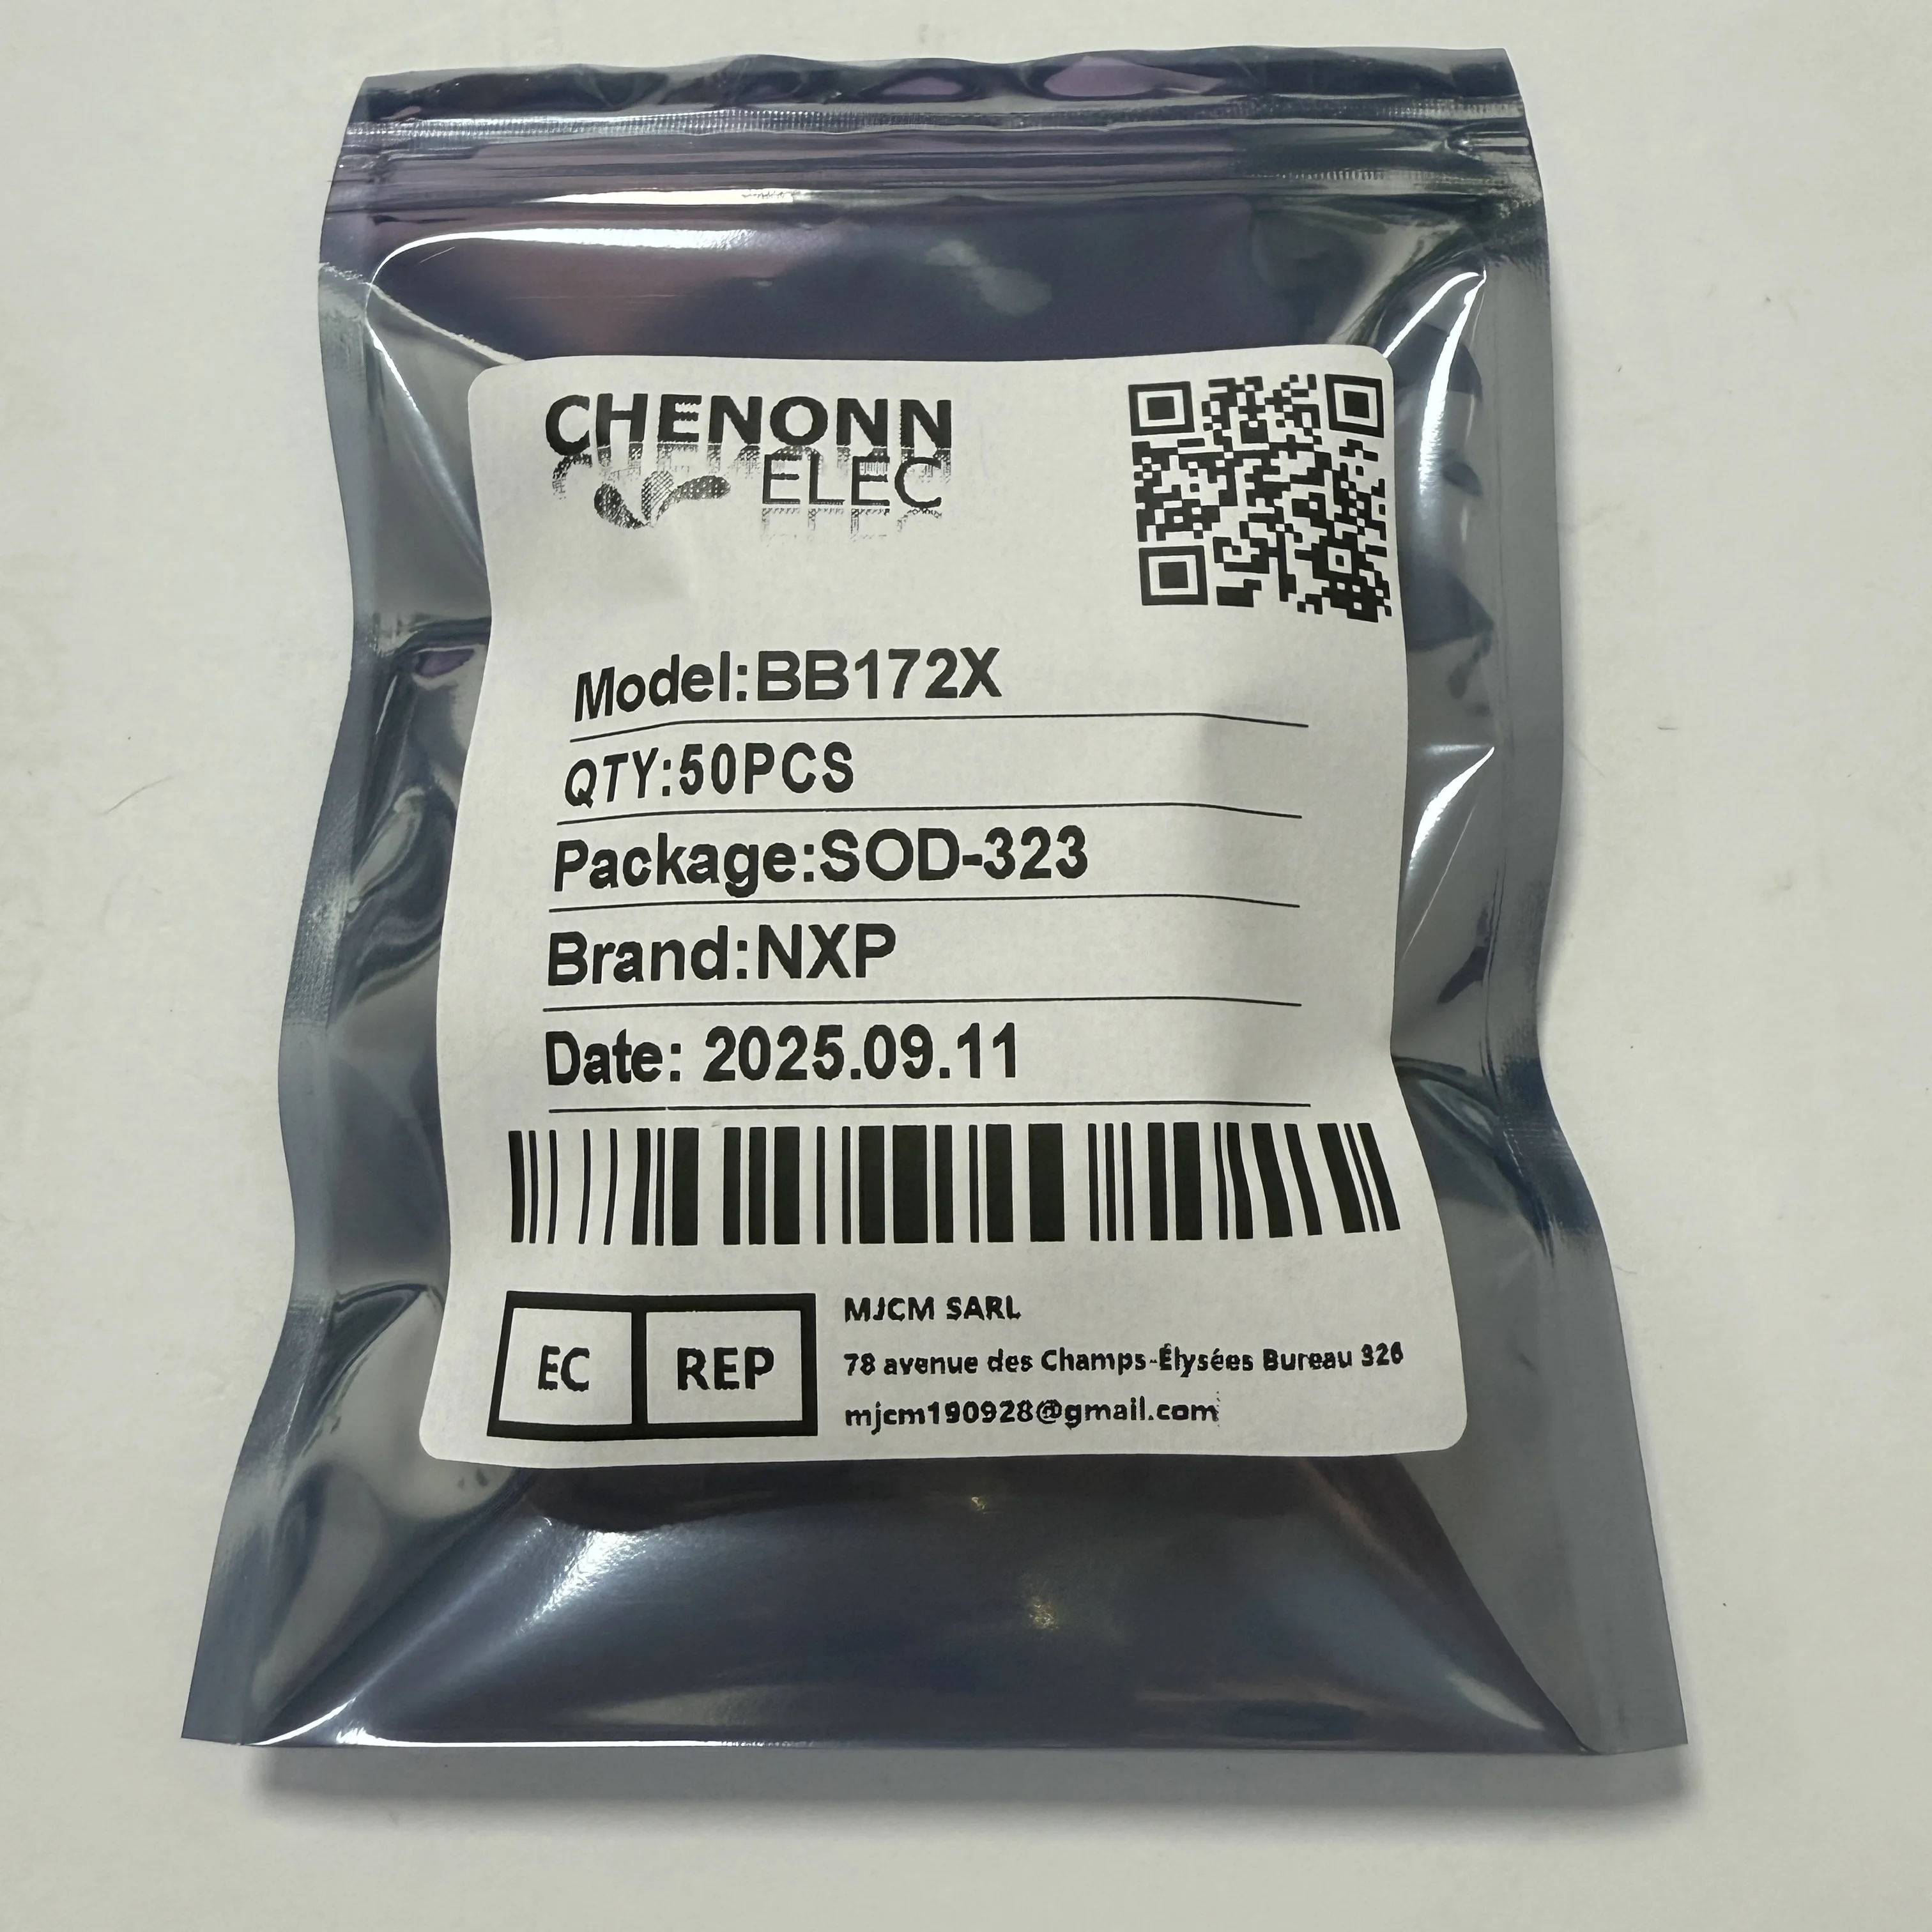 CHENONN
ELEC
Model:BB172X
QTY:50PCS
Package:SOD-323
Brand:NXP
Date: 2025.09.11
EC REP
MJCM SARL
78 avenue des Champs-Élysées Bureau 326
mjcm190928@gmail.com